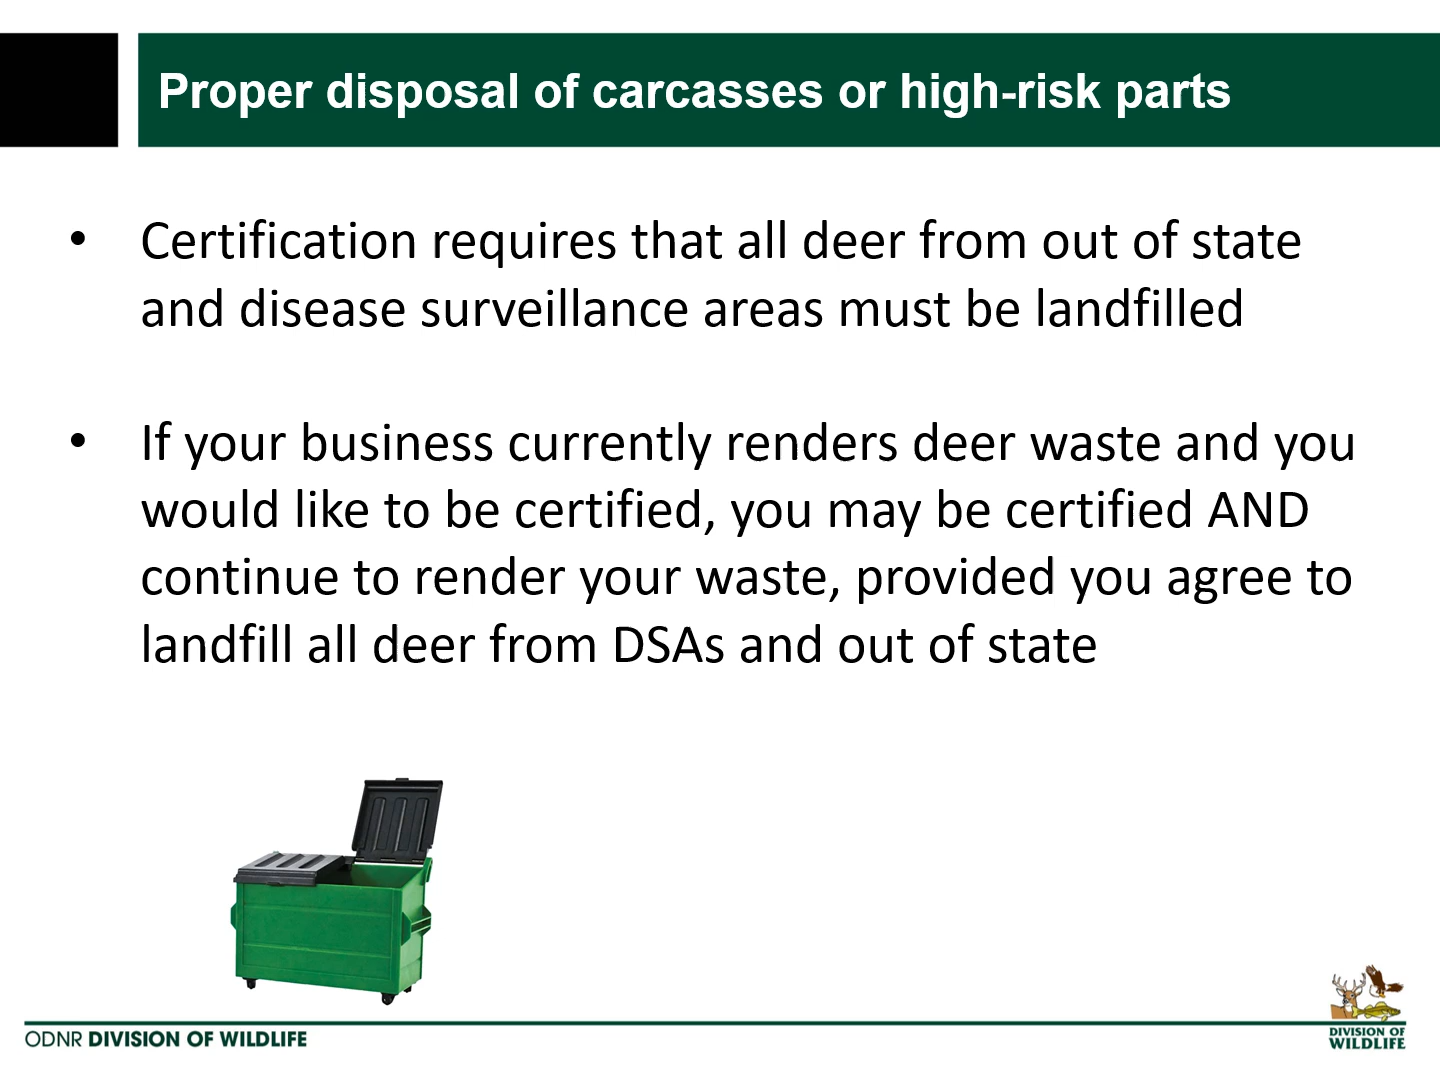 Proper disposal of carcasses or high-risk parts
• Certification requires that all deer from out of state
and disease surveillance areas must be landfilled
• If your business currently renders deer waste and you
would like to be certified, you may be certified AND
continue to render your waste, provided you agree to
landfill all deer from DSAs and out of state
ODNR DIVISION OF WILDLIFE
DIVISION OF
WILDLIFE